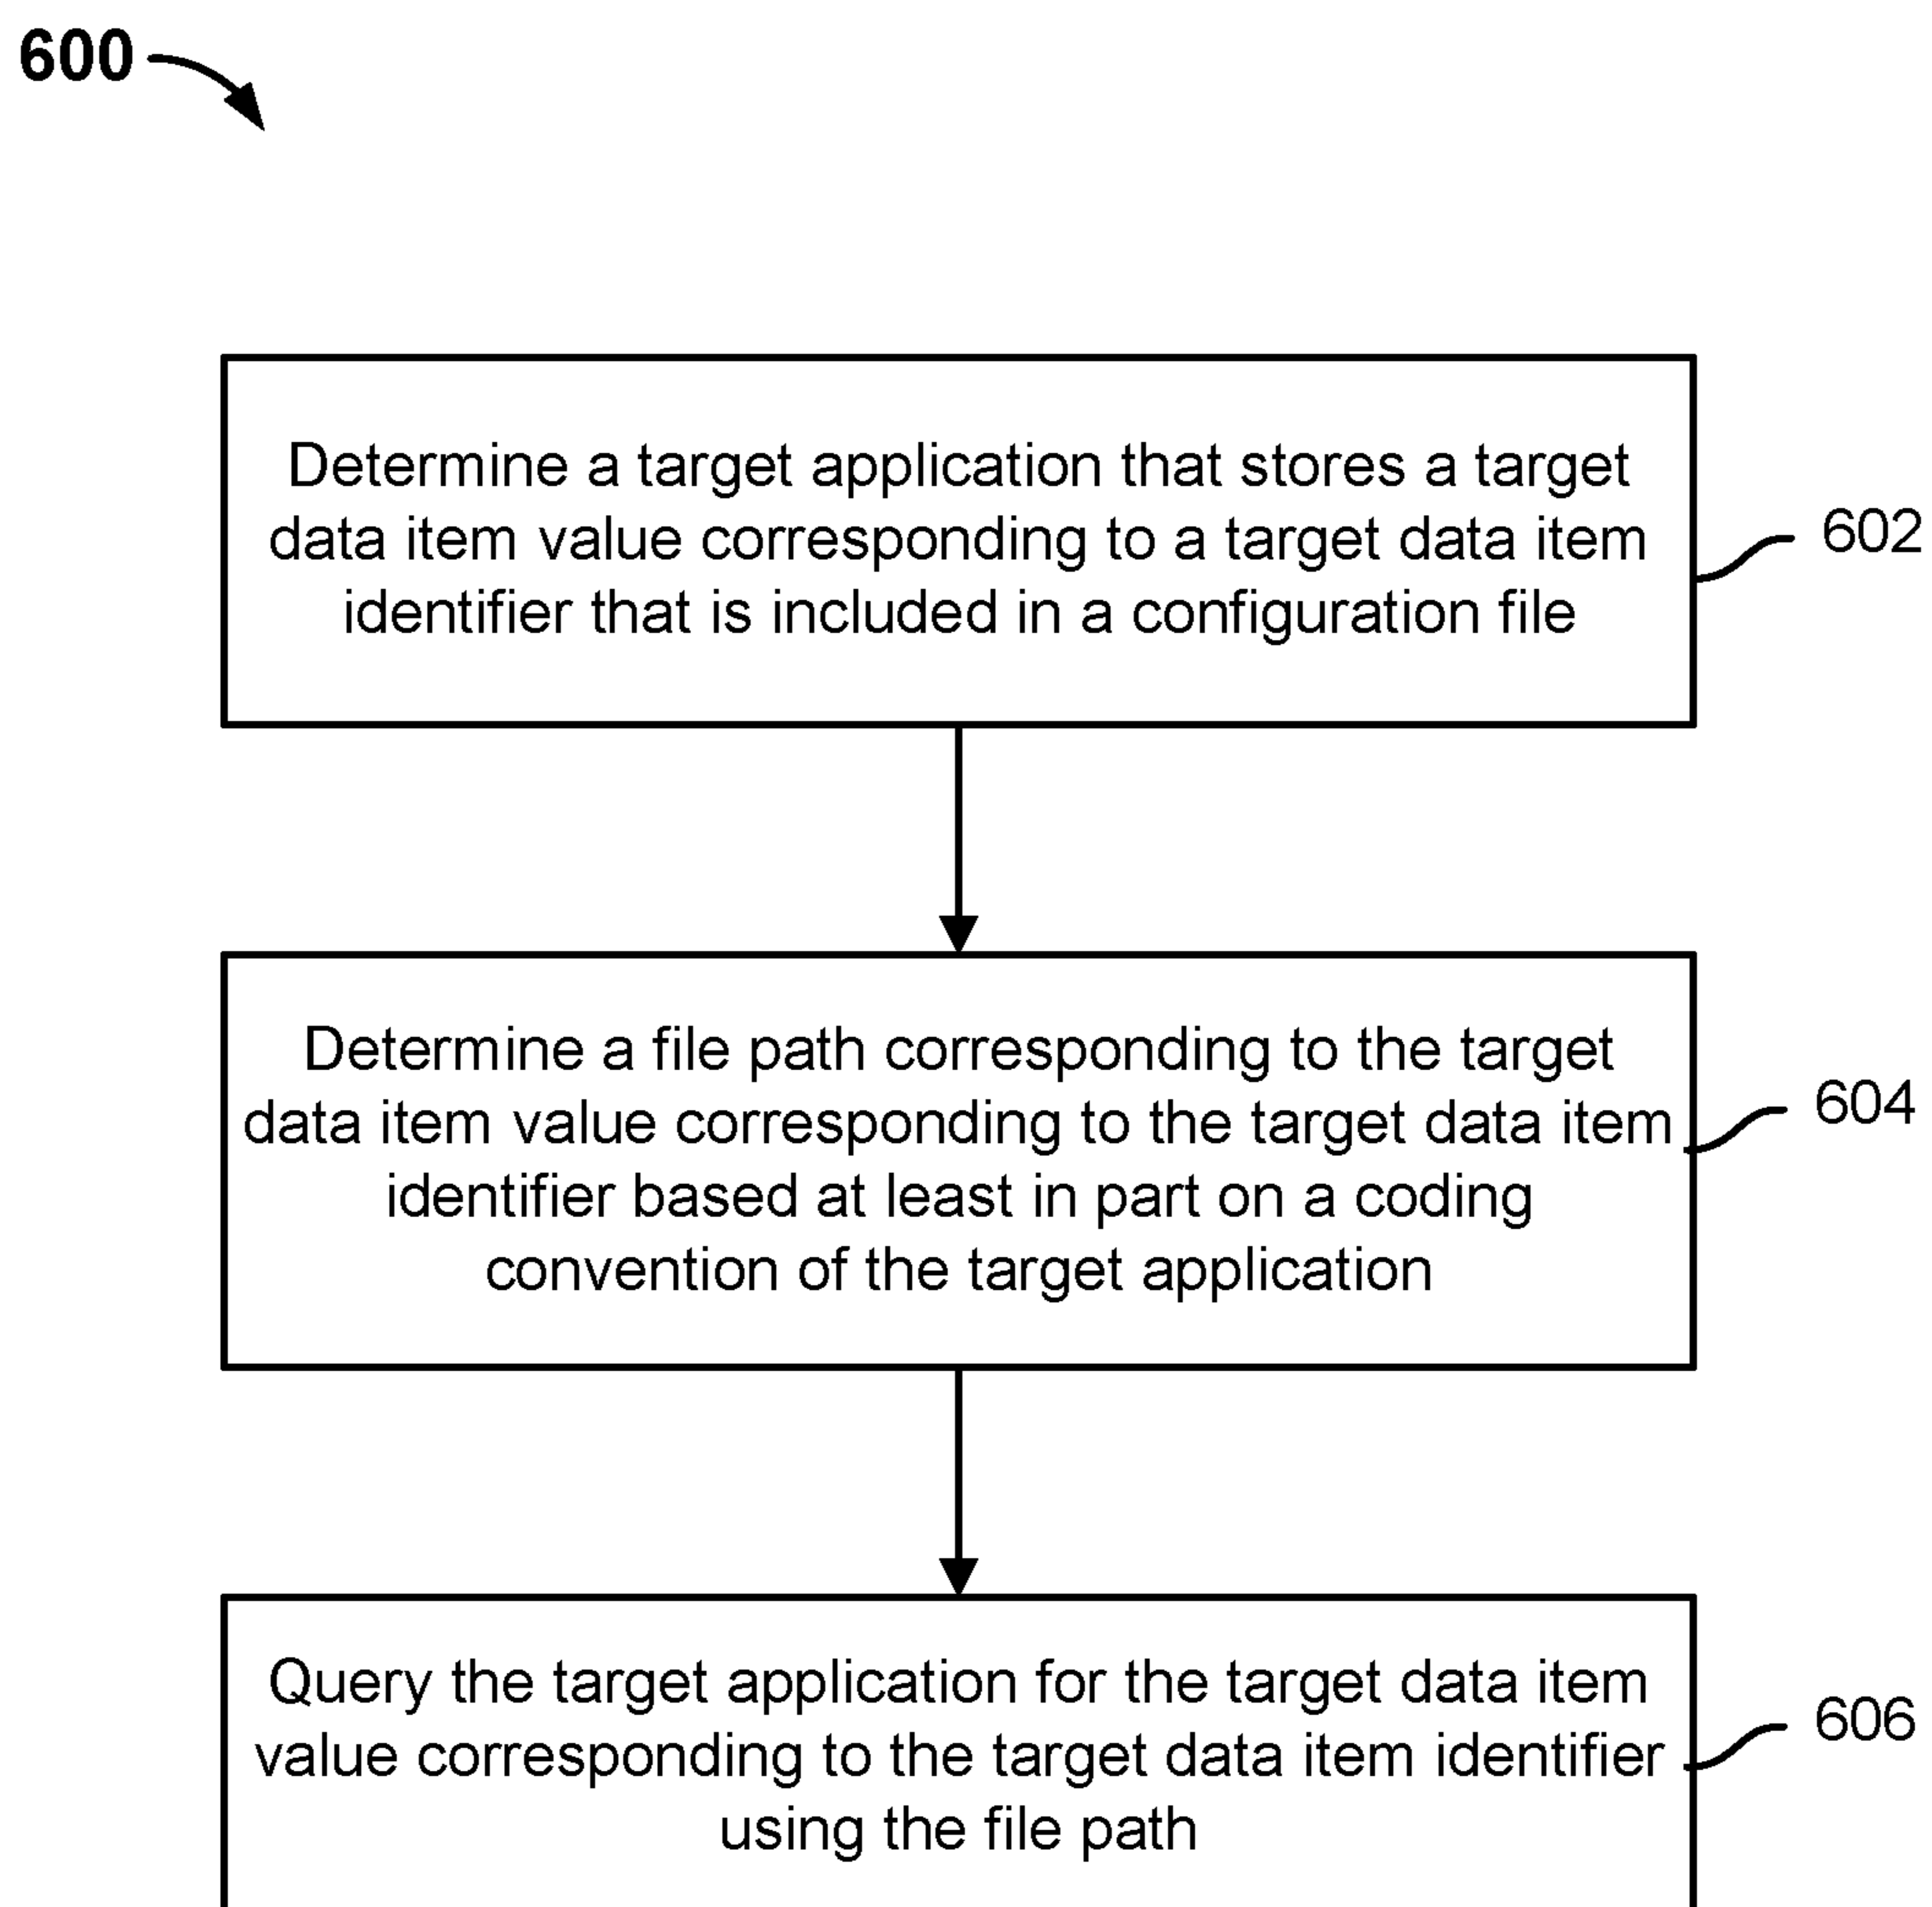 600
Determine a target application that stores a target
data item value corresponding to a target data item
identifier that is included in a configuration file
602
Determine a file path corresponding to the target
data item value corresponding to the target data item
identifier based at least in part on a coding
convention of the target application
604
Query the target application for the target data item
value corresponding to the target data item identifier
using the file path
606